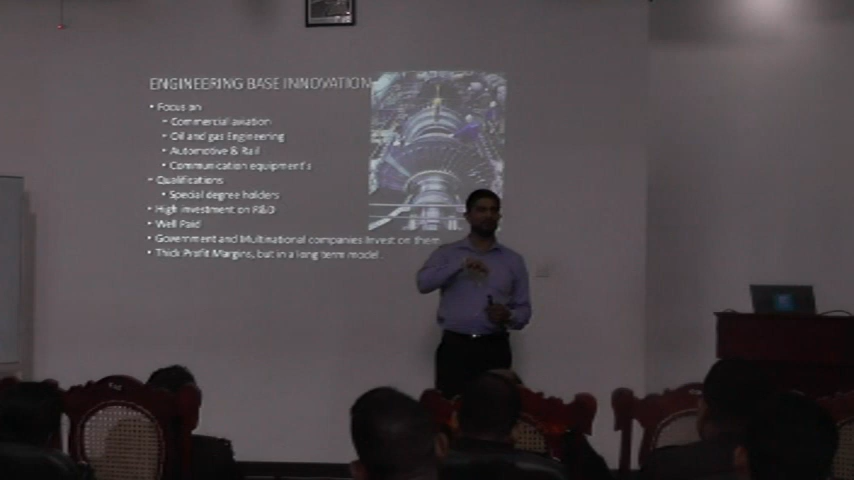 ENGINEERING BASE INNOVATION
• Focus on
• Commercial aviation
• Oil and gas Engineering
• Automotive & Rail
• Communication equipment's
• Qualifications
• Special degree holders
• High investment on R&D
• Well Paid
• Government and Multinational companies Invest on them
• Thick Profit Margins, but in a long term model.